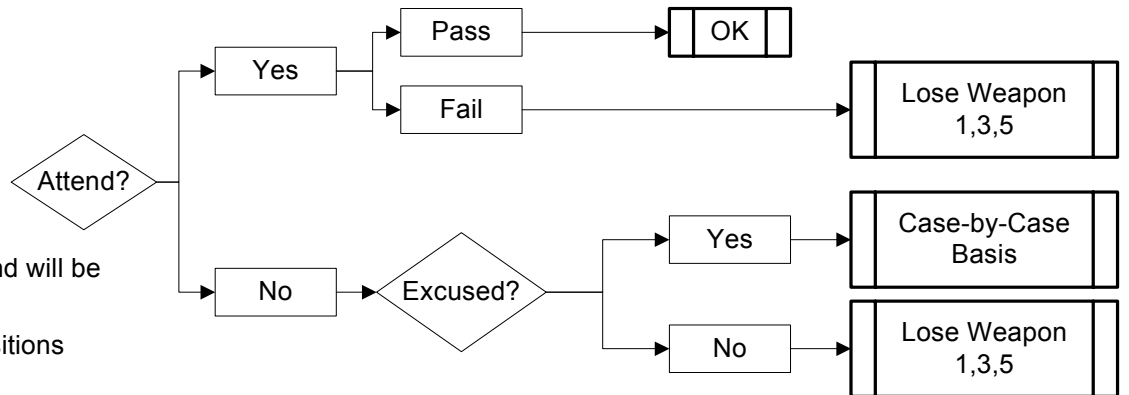 Pass
OK
Yes
Fail
Lose Weapon
1,3,5
Attend?
Yes
Case-by-Case
Basis
nd will be
No
Excused?
sitions
No
Lose Weapon
1,3,5